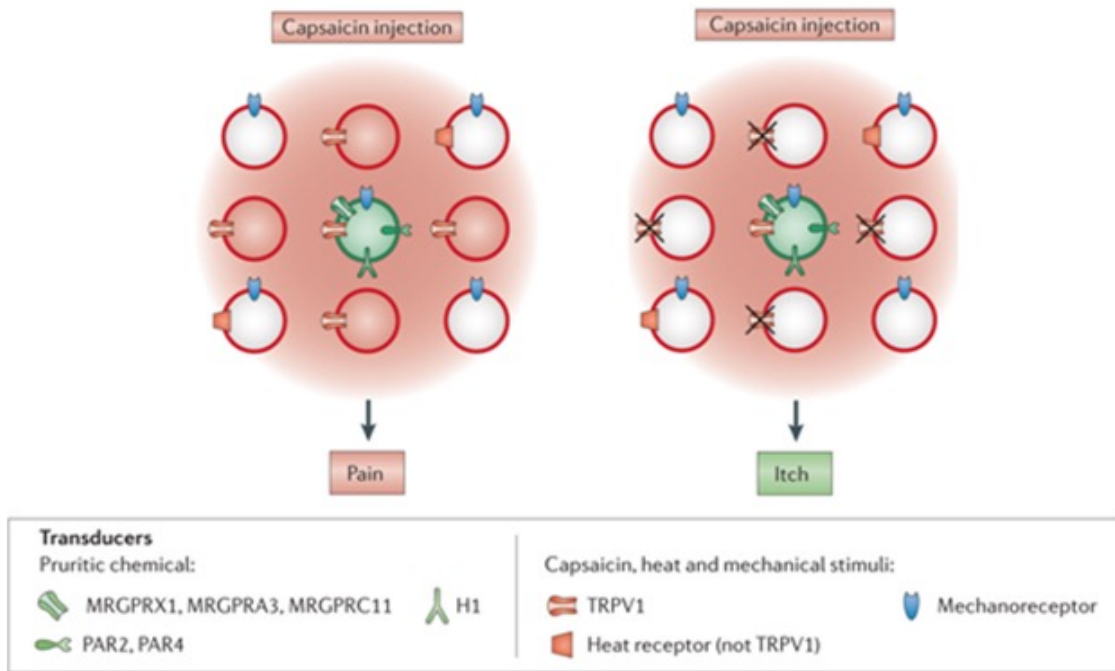 Capsaicin injection
Capsaicin injection
Pain
Itch
Transducers
Pruritic chemical:
MRGPRX1, MRGPRA3, MRGPRC11
H1
PAR2, PAR4
Capsaicin, heat and mechanical stimuli:
TRPV1
Mechanoreceptor
Heat receptor (not TRPV1)